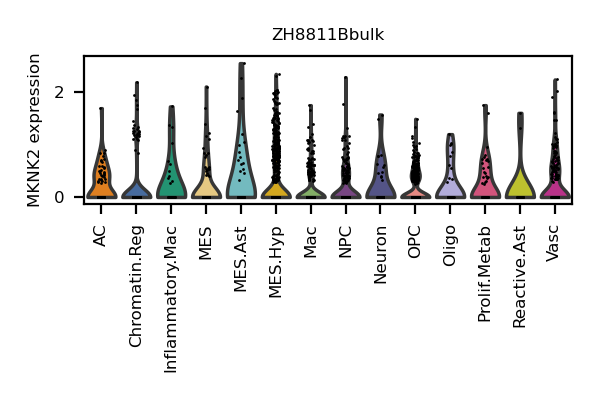 ZH8811Bbulk
MKNK2 expression
2
0
AC
Chromatin.Reg
Inflammatory.Mac
MES
MES.Ast
MES.Hyp
Mac
NPC
Neuron
OPC
Oligo
Prolif.Metab
Reactive.Ast
Vasc